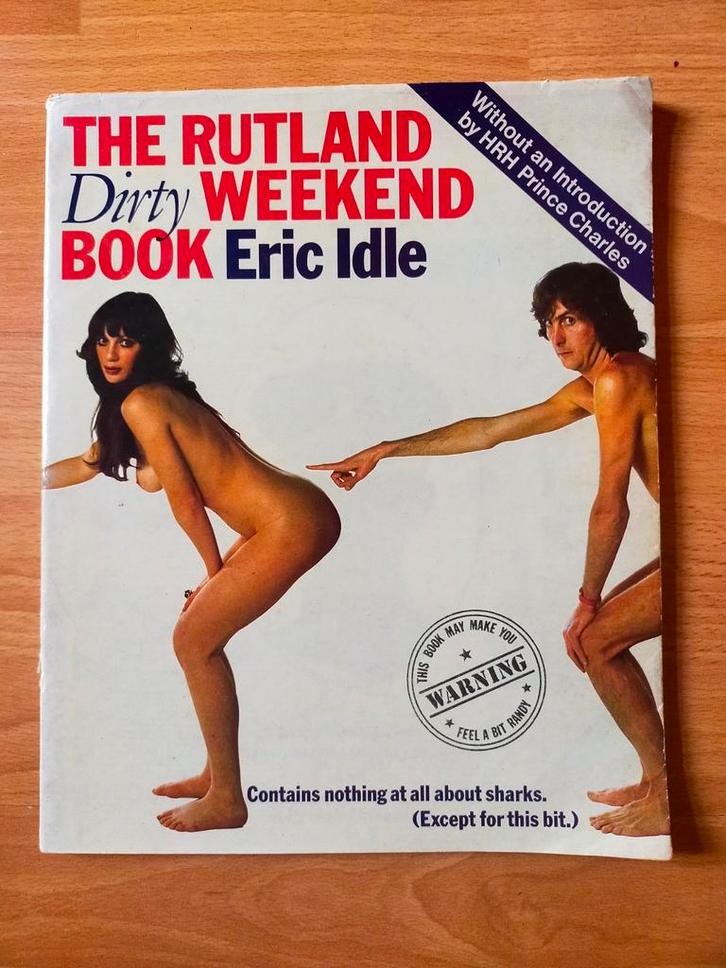 THE RUTLAND
Dirty WEEKEND
BOOK Eric Idle
Without an Introduction
by HRH Prince Charles
THIS BOOK MAY MAKE YOU
WARNING
FEEL A BIT RANDY
Contains nothing at all about sharks.
(Except for this bit.)